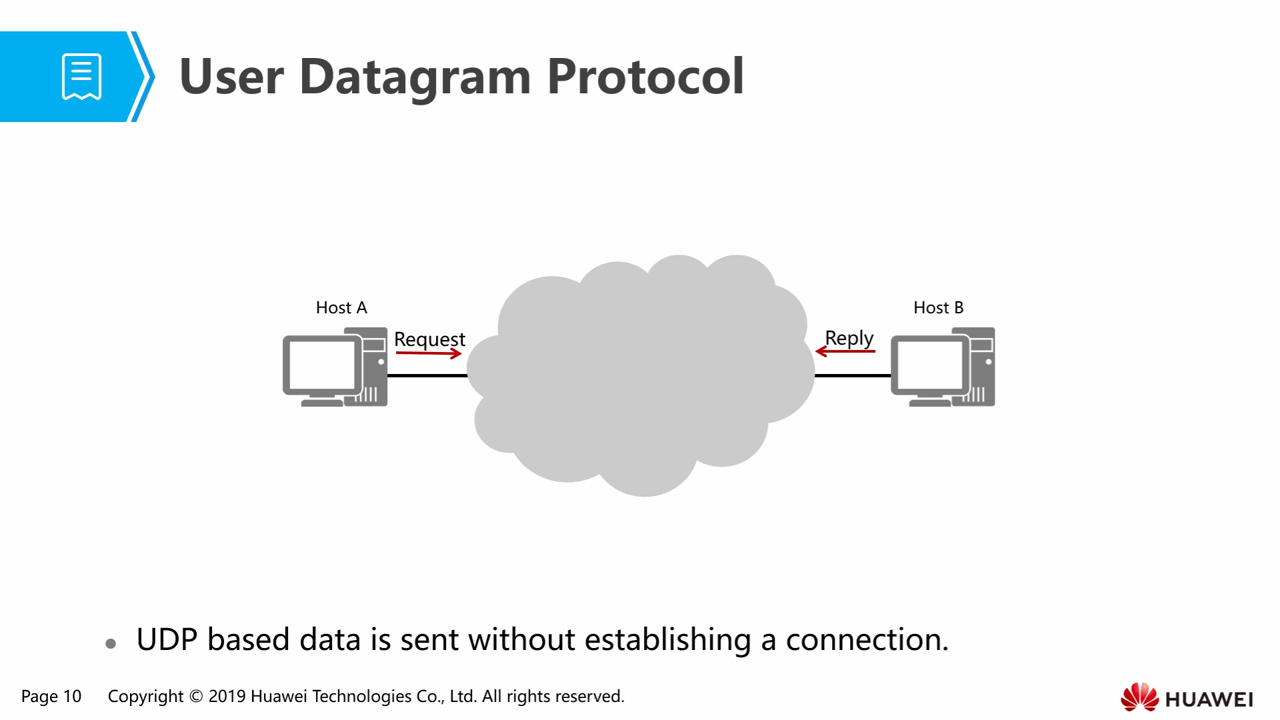 User Datagram Protocol
Host A
Host B
Request
Reply
UDP based data is sent without establishing a connection.
Page 10 Copyright © 2019 Huawei Technologies Co., Ltd. All rights reserved.
HUAWEI